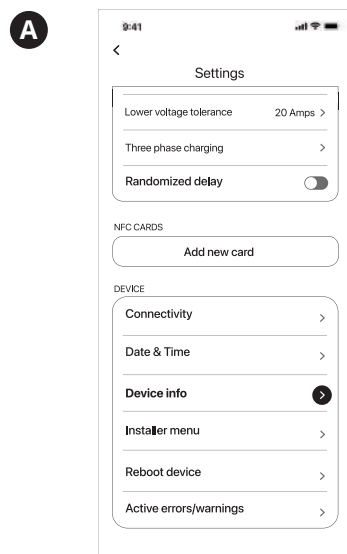 A
9:41
Settings
Lower voltage tolerance 20 Amps
Three phase charging
Randomized delay
NFC CARDS
Add new card
DEVICE
Connectivity
Date & Time
Device info
Installer menu
Reboot device
Active errors/warnings